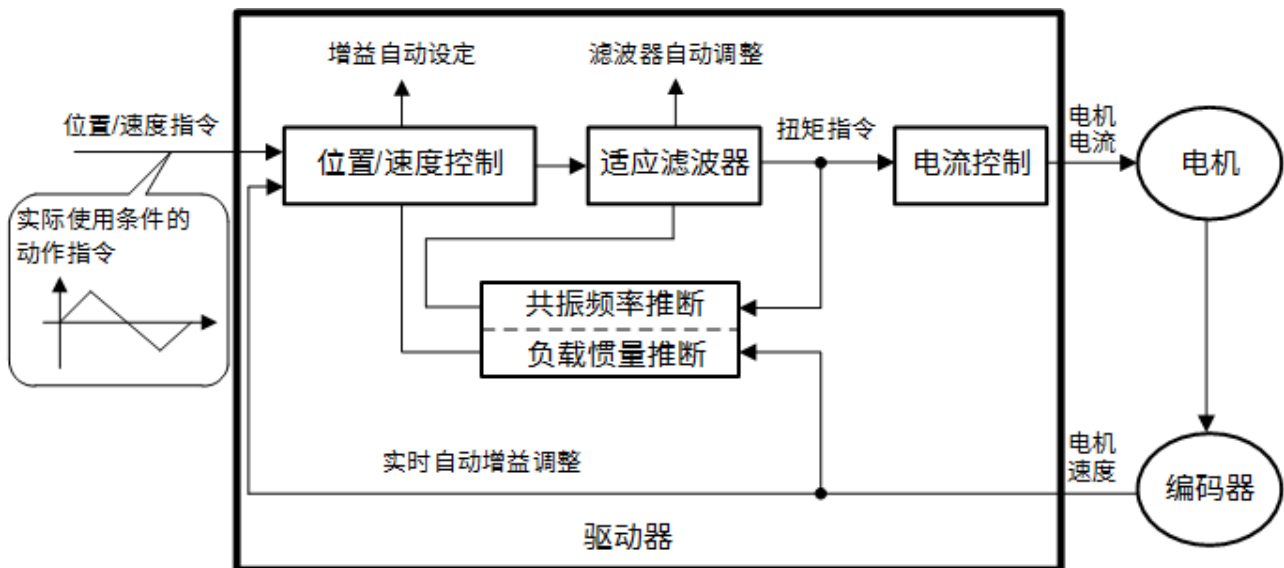 增益自动设定
滤波器自动调整
位置/速度指令
位置/速度控制
适应滤波器
扭矩指令
电流控制
电机
电流
电机
实际使用条件的
动作指令
共振频率推断
负载惯量推断
实时自动增益调整
电机
速度
编码器
驱动器